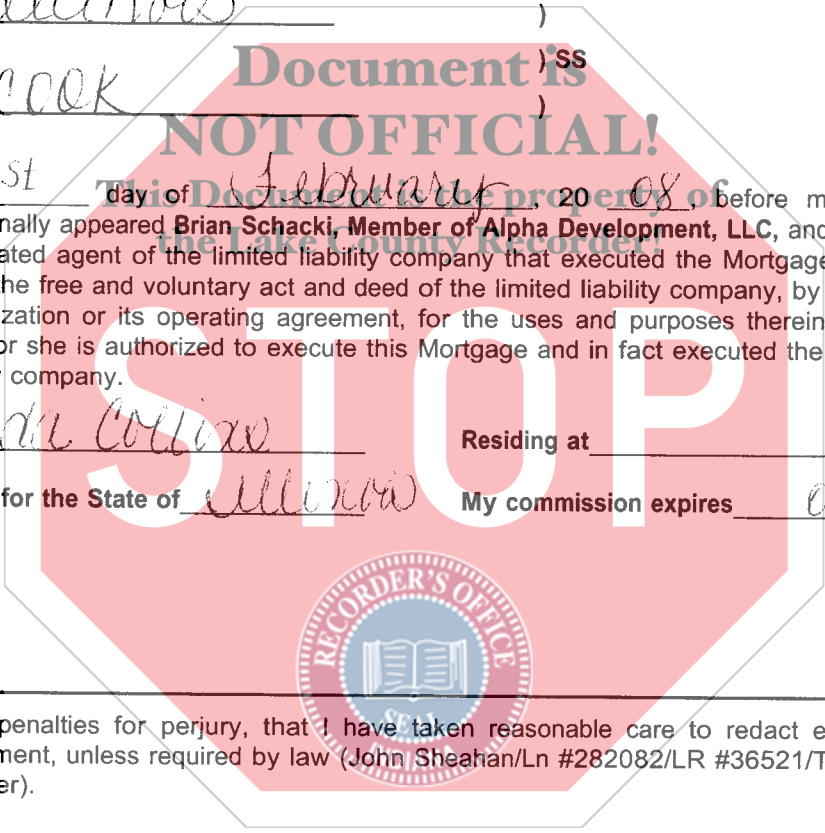 Illinois )
Document is
) SS
COOK )
NOT OFFICIAL!
st day of February, 20 08, before m
This Document is the property of
nally appeared Brian Schacki, Member of Alpha Development, LLC, and
the Lake County Recorder!
ated agent of the limited liability company that executed the Mortgage
he free and voluntary act and deed of the limited liability company, by
zation or its operating agreement, for the uses and purposes therein
or she is authorized to execute this Mortgage and in fact executed the
company.
STOP
Collins Residing at
for the State of Illinois My commission expires
RECORDER'S OFFICE
SEAL
INDIANA
penalties for perjury, that I have taken reasonable care to redact e
ment, unless required by law (John Sheahan/Ln #282082/LR #36521/T
er).